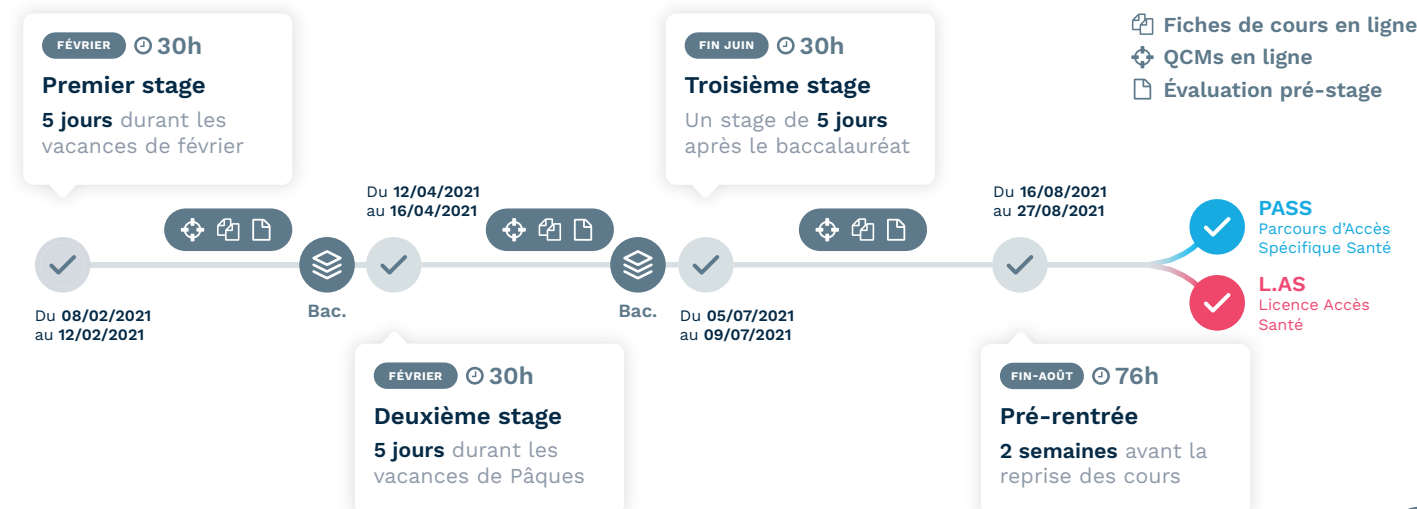 FÉVRIER 30h
Premier stage
5 jours durant les
vacances de février
FIN JUIN 30h
Troisième stage
Un stage de 5 jours
après le baccalauréat
Fiches de cours en ligne
QCMs en ligne
Évaluation pré-stage
Du 12/04/2021
au 16/04/2021
Du 16/08/2021
au 27/08/2021
PASS
Parcours d'Accès
Spécifique Santé
L.AS
Licence Accès
Santé
Du 08/02/2021
au 12/02/2021
Bac.
Bac.
Du 05/07/2021
au 09/07/2021
FÉVRIER 30h
Deuxième stage
5 jours durant les
vacances de Pâques
FIN-AOÛT 76h
Pré-rentrée
2 semaines avant la
reprise des cours